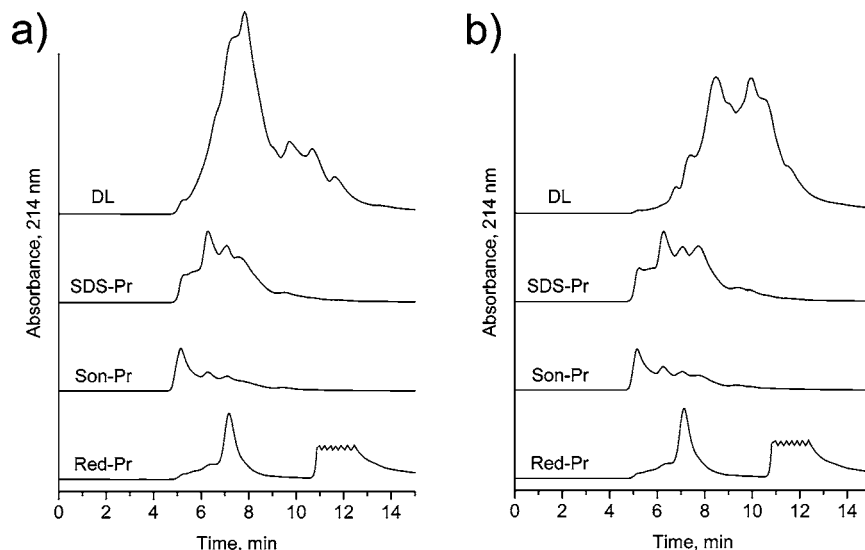 a)
Absorbance, 214 nm
DL
SDS-Pr
Son-Pr
Red-Pr
0 2 4 6 8 10 12 14
Time, min
b)
Absorbance, 214 nm
DL
SDS-Pr
Son-Pr
Red-Pr
0 2 4 6 8 10 12 14
Time, min